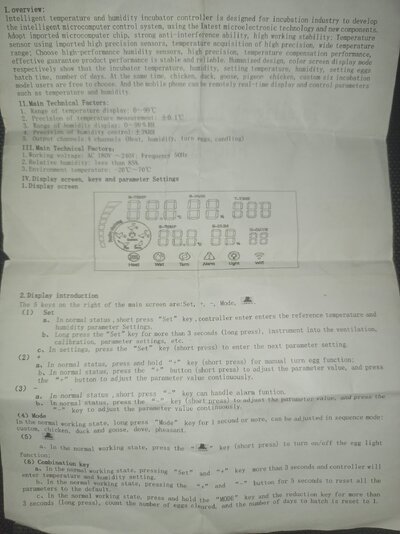 I.overview:
Intelligent temperature and humidity incubator controller is designed for incubation industry to develop
the intelligent microcomputer control system, using the latest microelectronic technology and new components.
Adopt imported microcomputer chip, strong anti-interference ability, high working stability; Temperature
sensor using imported high precision sensors, temperature acquisition of high precision, wide temperature
range; Choose high-performance humidity sensors, high precision, temperature compensation performance,
effective guarantee product performance is stable and reliable. Humanized design, color screen display mode
respectively show that the incubator temperature, humidity, setting temperature, humidity, setting eggs
hatch time, number of days. At the same time, chicken, duck, goose, pigeon chicken, custom six incubation
model users are free to choose. And the mobile phone can be remotely real-time display and control parameters
such as temperature and humidity.
II.Main Technical Factors:
1. Range of temperature display: 0~99℃
2. Precision of temperature measurement: ±0.1℃
3. Range of humidity display: 0~99%RH
4. Precision of humidity control: ±3%RH
5. Output channels:4 channels (Heat, humidity, turn eggs, candling)
III.Main Technical Factors:
1.Working voltage: AC 180V ~240V; Frequency 50Hz
2.Relative humidity: less than 85%
3.Environment temperature: -20℃~70℃
IV.Display screen, keys and parameter Settings
1.Display screen
R-TEMP R-HUMI T-TIME
S-TEMP S-HUMI H-DATE
Heat Wet Turn Alarm Light Wifi
2.Display introduction
The 5 keys on the right of the main screen are:Set, +, -, Mode,
(1) Set
a. In normal status, short press "Set" key, controller enter enters the reference temperature and
humidity parameter Settings.
b. Long press the "Set"key for more than 3 seconds (long press), instrument into the ventilation,
calibration, parameter settings, etc.
c. In settings, press the "Set" key (short press) to enter the next parameter setting.
(2) +
a. In normal status, press and hold the "+" key (short press) for manual turn egg function;
b. In normal status, press the "+" button (short press) to adjust the parameter value, and press
the "+" button to adjust the parameter value continuously.
(3) -
a. In normal status ,short press "-" key can handle alarm funtion.
b. In normal status, press the "-" key (short press) to adjust the parameter value, and press the
"-" key to adjust the parameter value continuously.
(4) Mode
In the normal working state, long press "Mode" key for 1 second or more, can be adjusted in sequence mode:
custom, chicken, duck and goose, dove, pheasant.
(5)
a. In the normal working state, press the " " key (short press) to turn on/off the egg light
function;
(6) Combination key
a. In the normal working state, pressing "Set" and "+" key more than 5 seconds and controller will
enter temperature and humidity setting.
b. In the normal working state, pressing the "+" and "-" button for 5 seconds to reset all the
parameters to the default.
c. In the normal working state, press and hold the "MODE" key and the reduction key for more than
3 seconds (long press), count the number of eggs cleared, and the number of days to hatch is reset to 1.